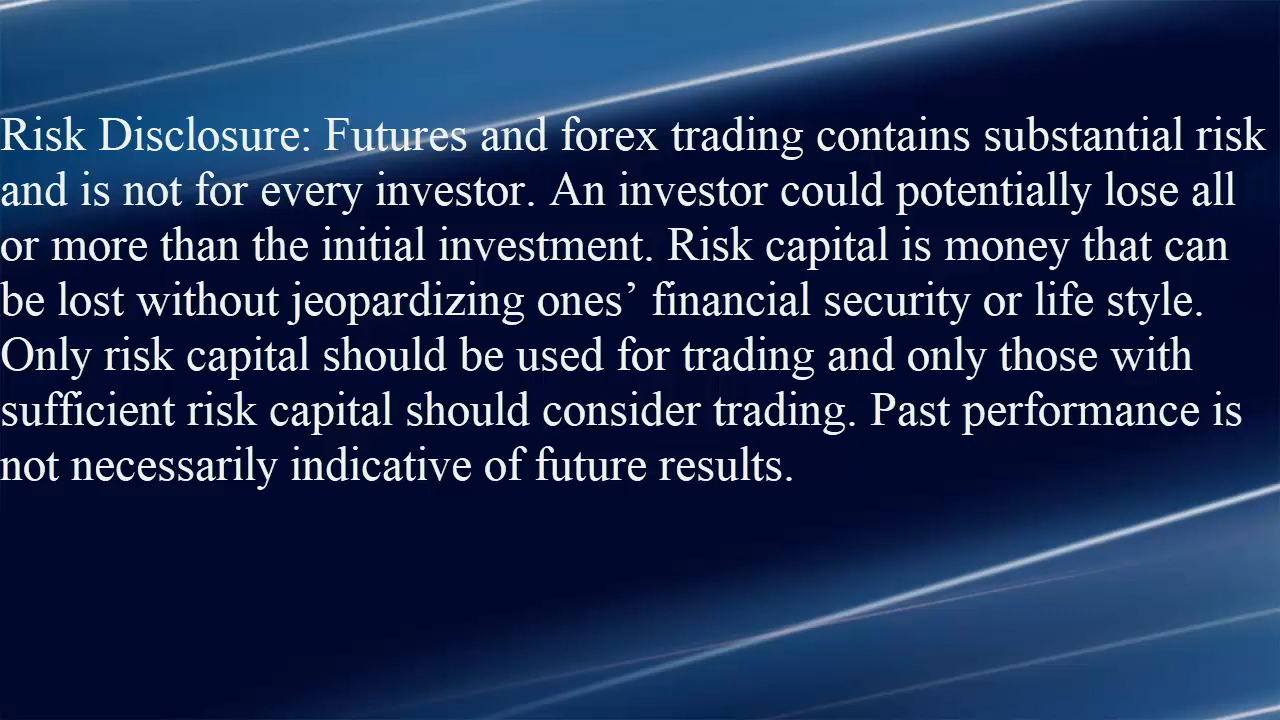 Risk Disclosure: Futures and forex trading contains substantial risk
and is not for every investor. An investor could potentially lose all
or more than the initial investment. Risk capital is money that can
be lost without jeopardizing ones’ financial security or life style.
Only risk capital should be used for trading and only those with
sufficient risk capital should consider trading. Past performance is
not necessarily indicative of future results.